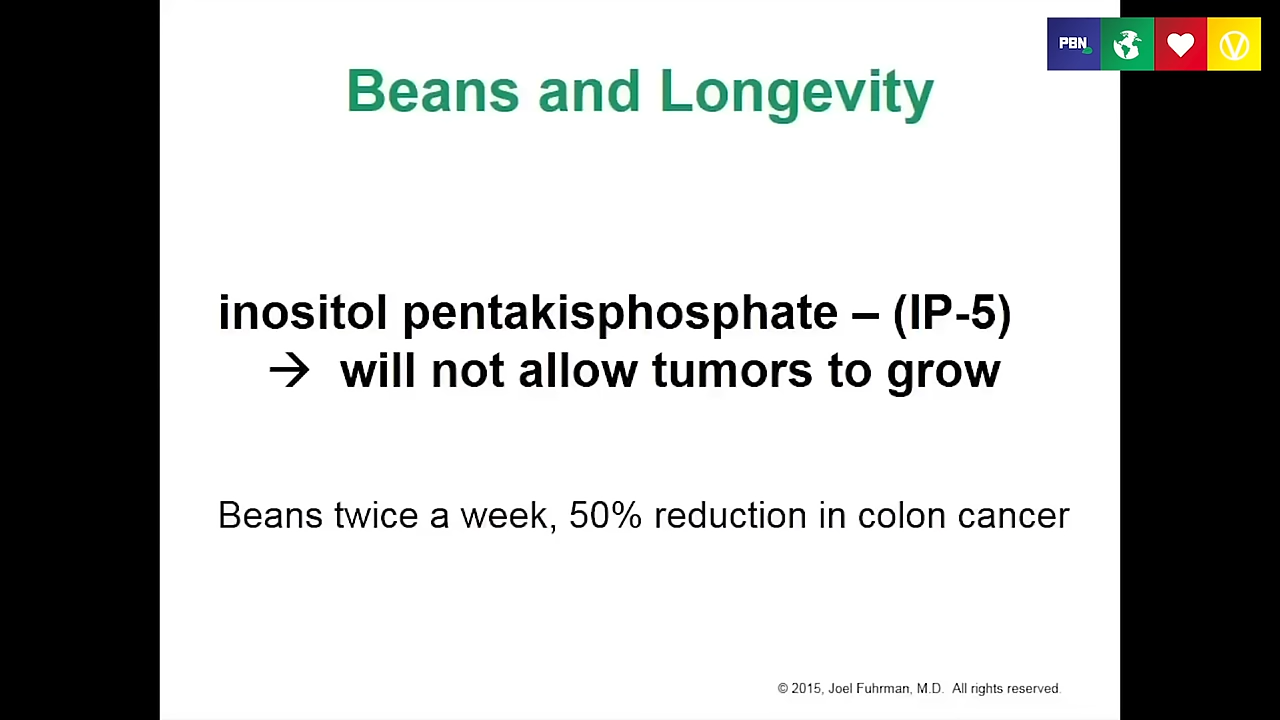 PBN
Beans and Longevity
inositol pentakisphosphate – (IP-5)
→ will not allow tumors to grow
Beans twice a week, 50% reduction in colon cancer
© 2015, Joel Fuhrman, M.D. All rights reserved.